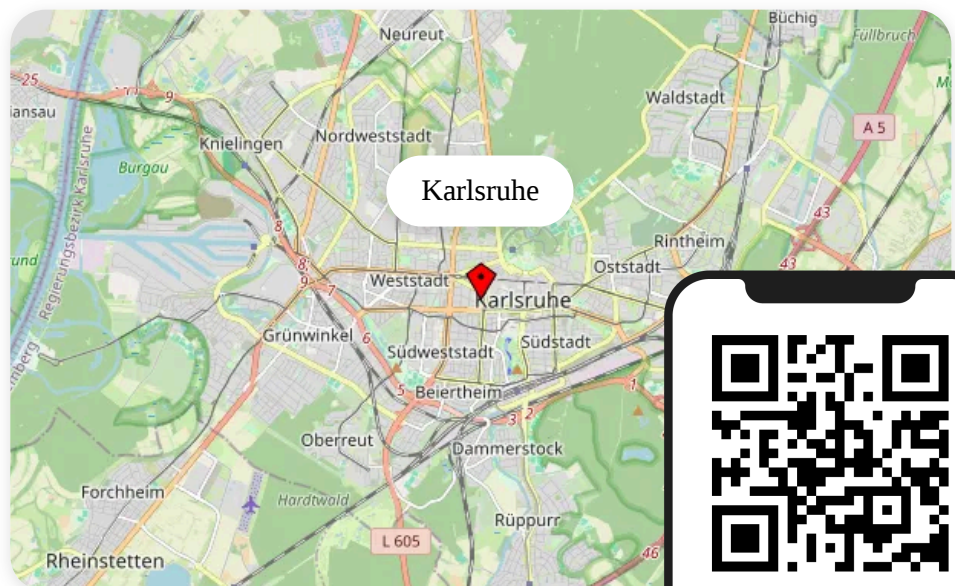 Büchig
Neureut
Füllbruch
25
9
Waldstadt
A 5
Nordweststadt
Knielingen
Burgau
Regierungsbezirk Karlsruhe
Karlsruhe
43
8
Rintheim
43
8;
9
7
Weststadt
Oststadt
Karlsruhe
Grünwinkel
6
Südweststadt
Südstadt
5
Beiertheim
1
3
2
Oberreut
Dammerstock
Forchheim
Hardtwald
Rüppurr
L 605
46
Rheinstetten